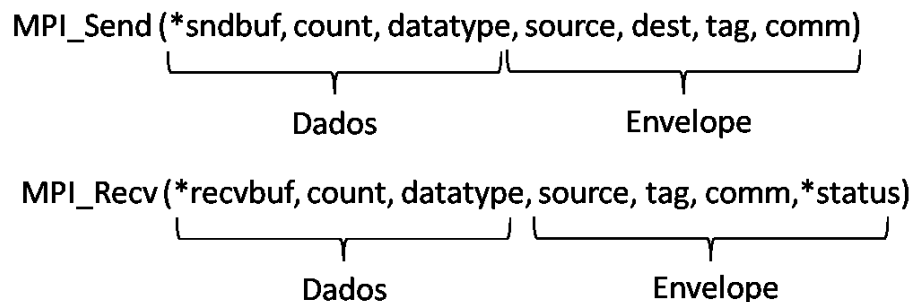 MPI_Send (*sndbuf, count, datatype, source, dest, tag, comm)
Dados Envelope
MPI_Recv (*recvbuf, count, datatype, source, tag, comm,*status)
Dados Envelope